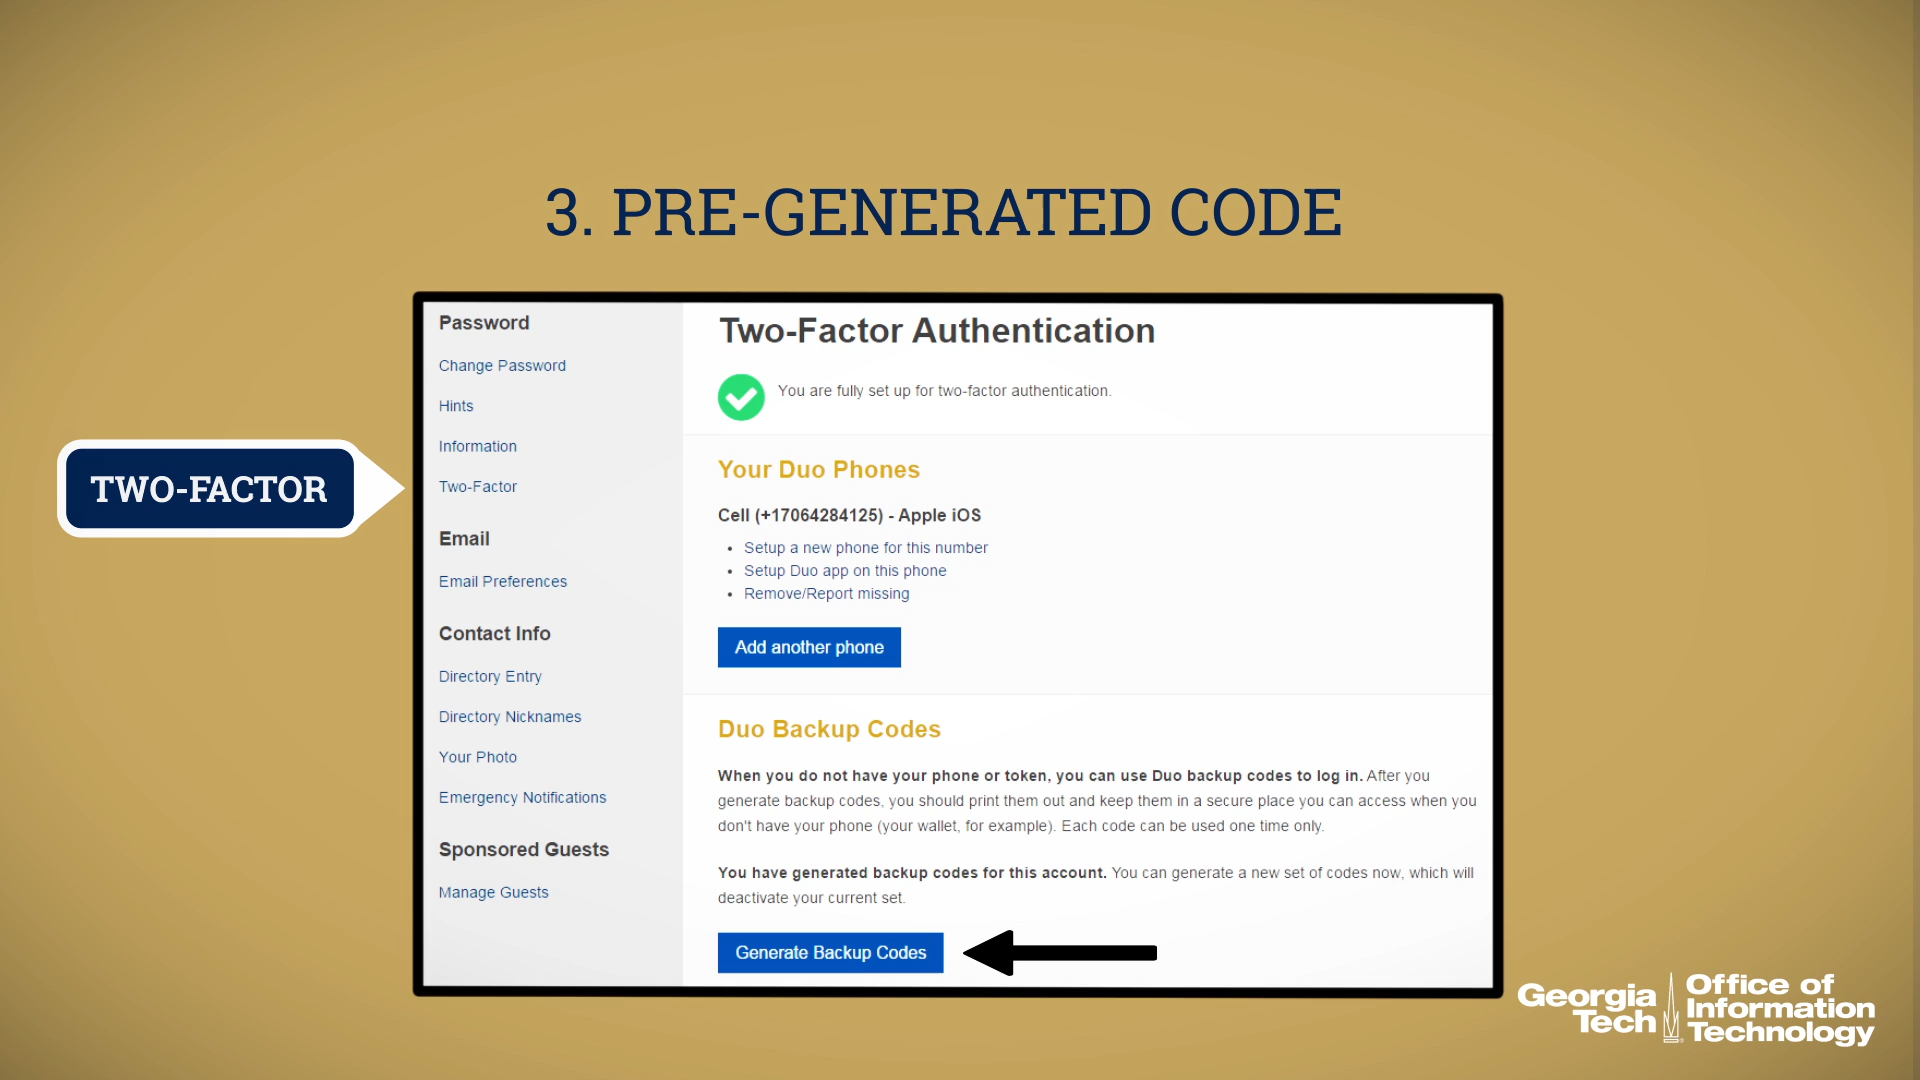 3. PRE-GENERATED CODE
TWO-FACTOR
Password
Change Password
Hints
Information
Two-Factor
Email
Email Preferences
Contact Info
Directory Entry
Directory Nicknames
Your Photo
Emergency Notifications
Sponsored Guests
Manage Guests
Two-Factor Authentication
You are fully set up for two-factor authentication.
Your Duo Phones
Cell (+17064284125) - Apple iOS
Setup a new phone for this number
Setup Duo app on this phone
Remove/Report missing
Add another phone
Duo Backup Codes
When you do not have your phone or token, you can use Duo backup codes to log in. After you
generate backup codes, you should print them out and keep them in a secure place you can access when you
don't have your phone (your wallet, for example). Each code can be used one time only.
You have generated backup codes for this account. You can generate a new set of codes now, which will
deactivate your current set.
Generate Backup Codes
Georgia
Tech
Office of
Information
Technology